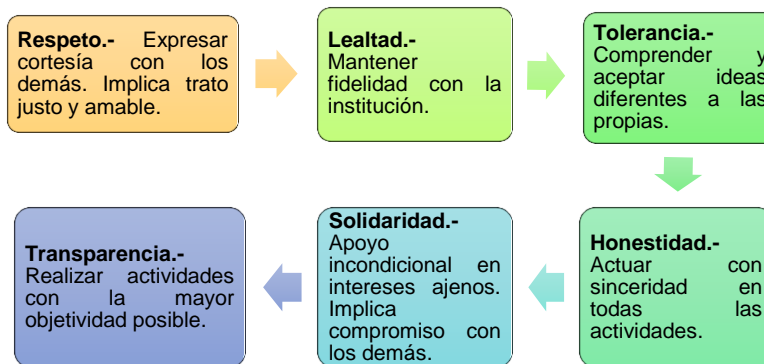 Respeto.- Expresar
cortesía con los
demás. Implica trato
justo y amable.
Lealtad.-
Mantener
fidelidad con la
institución.
Tolerancia.-
Comprender y
aceptar ideas
diferentes a las
propias.
Honestidad.-
Actuar con
sinceridad en
todas las
actividades.
Solidaridad.-
Apoyo
incondicional en
intereses ajenos.
Implica
compromiso con
los demás.
Transparencia.-
Realizar actividades
con la mayor
objetividad posible.